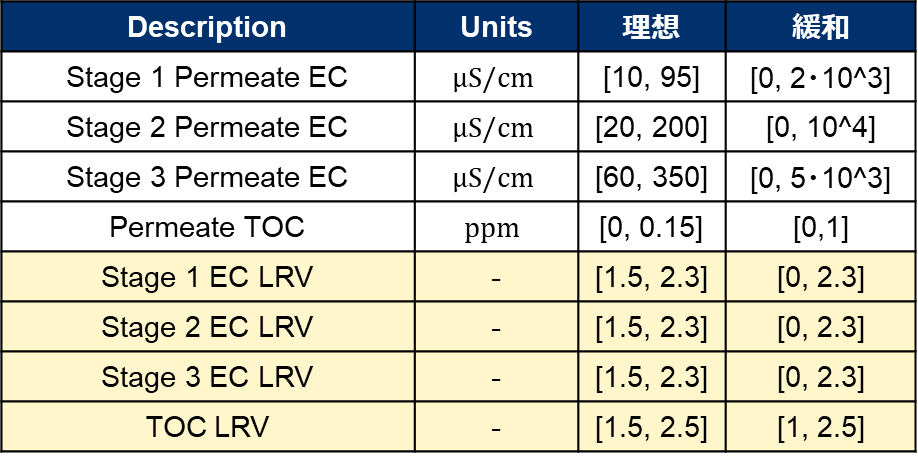 Description Units 理想 緩和
Stage 1 Permeate EC μS/cm [10, 95] [0, 2･10^3]
Stage 2 Permeate EC μS/cm [20, 200] [0, 10^4]
Stage 3 Permeate EC μS/cm [60, 350] [0, 5･10^3]
Permeate TOC ppm [0, 0.15] [0,1]
Stage 1 EC LRV - [1.5, 2.3] [0, 2.3]
Stage 2 EC LRV - [1.5, 2.3] [0, 2.3]
Stage 3 EC LRV - [1.5, 2.3] [0, 2.3]
TOC LRV - [1.5, 2.5] [1, 2.5]